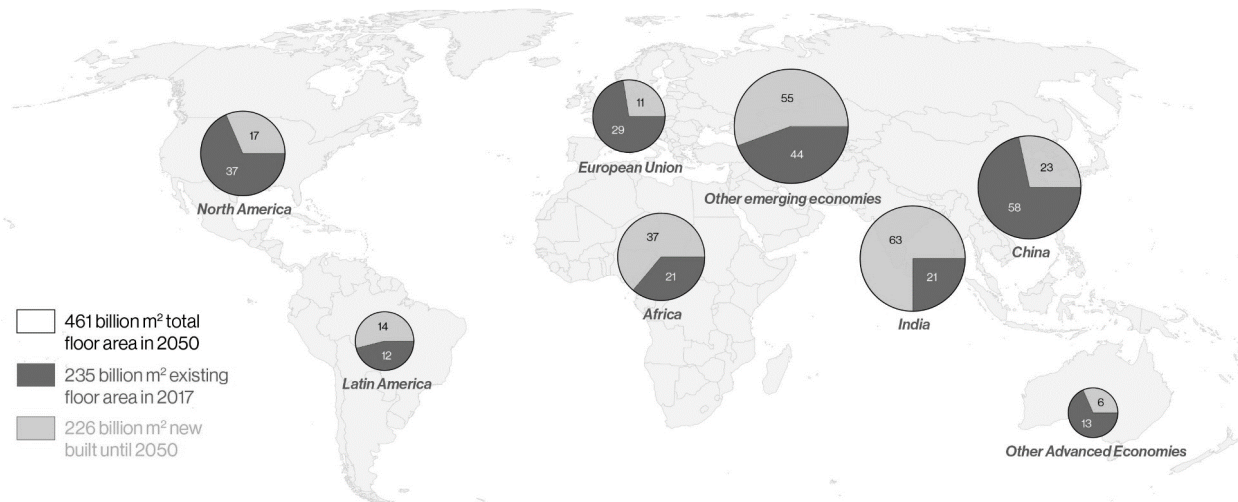 17
37
North America
11
29
European Union
55
44
Other emerging economies
23
58
China
37
21
Africa
63
21
India
14
12
Latin America
6
13
Other Advanced Economies
461 billion m² total
floor area in 2050
235 billion m² existing
floor area in 2017
226 billion m² new
built until 2050